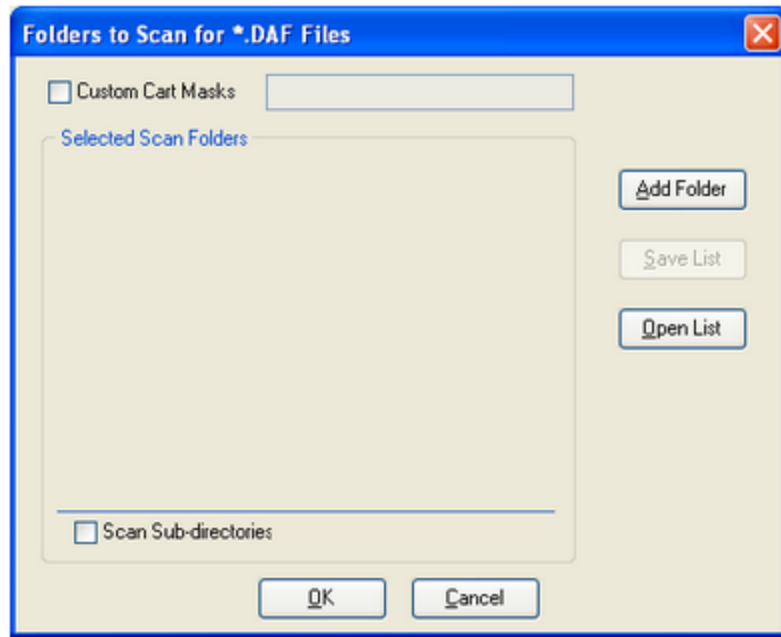 Folders to Scan for *.DAF Files
Custom Cart Masks
Selected Scan Folders
Add Folder
Save List
Open List
Scan Sub-directories
OK
Cancel